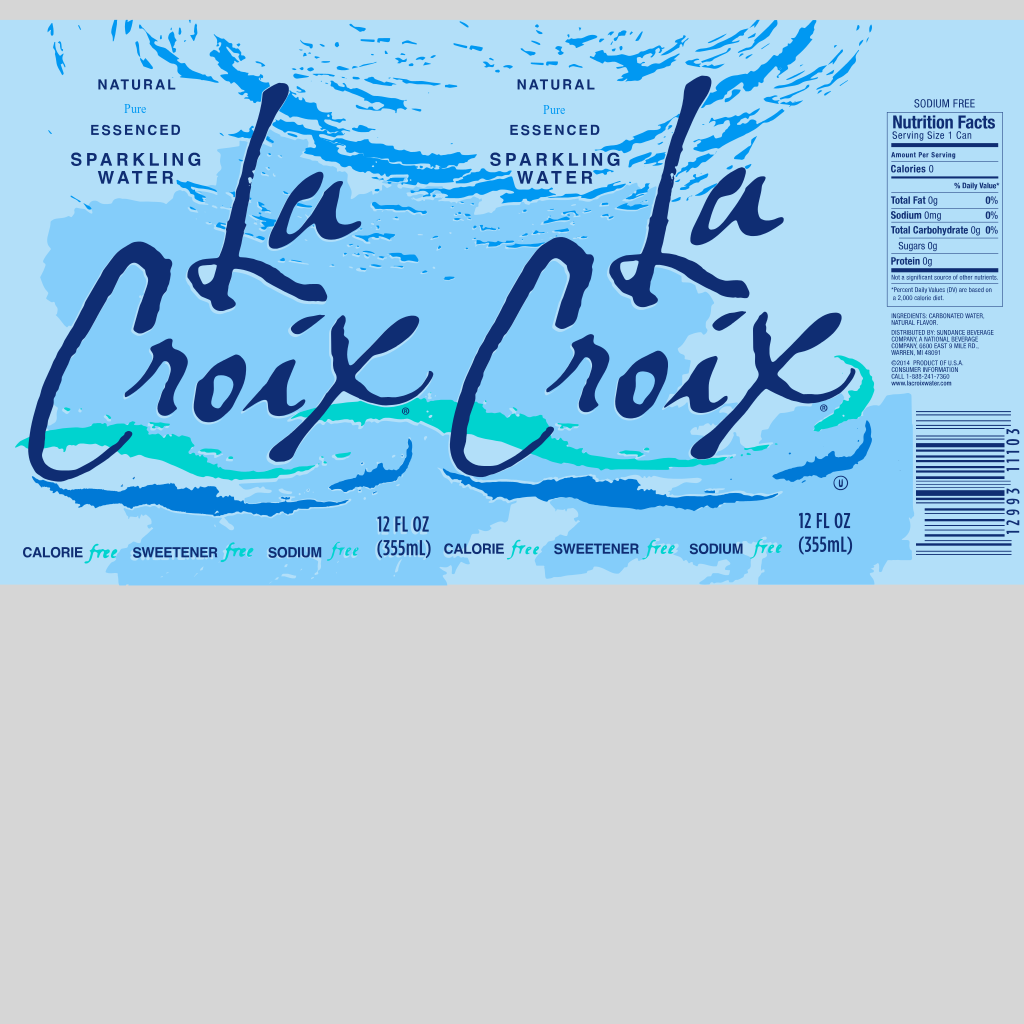 NATURAL
Pure
ESSENCED
SPARKLING
WATER
La
Croix®
CALORIE free SWEETENER free SODIUM free
12 FL OZ
(355mL)
NATURAL
Pure
ESSENCED
SPARKLING
WATER
La
Croix®
U
CALORIE free SWEETENER free SODIUM free
12 FL OZ
(355mL)
SODIUM FREE
Nutrition Facts
Serving Size 1 Can
Amount Per Serving
Calories 0
% Daily Value*
Total Fat 0g 0%
Sodium 0mg 0%
Total Carbohydrate 0g 0%
Sugars 0g
Protein 0g
Not a significant source of other nutrients.
*Percent Daily Values (DV) are based on
a 2,000 calorie diet.
INGREDIENTS: CARBONATED WATER,
NATURAL FLAVOR.
DISTRIBUTED BY: SUNDANCE BEVERAGE
COMPANY, A NATIONAL BEVERAGE
COMPANY, 6600 EAST 9 MILE RD.,
WARREN, MI 48091
©2014 PRODUCT OF U.S.A.
CONSUMER INFORMATION
CALL 1-888-241-7360
www.lacroixwater.com
12993 11103